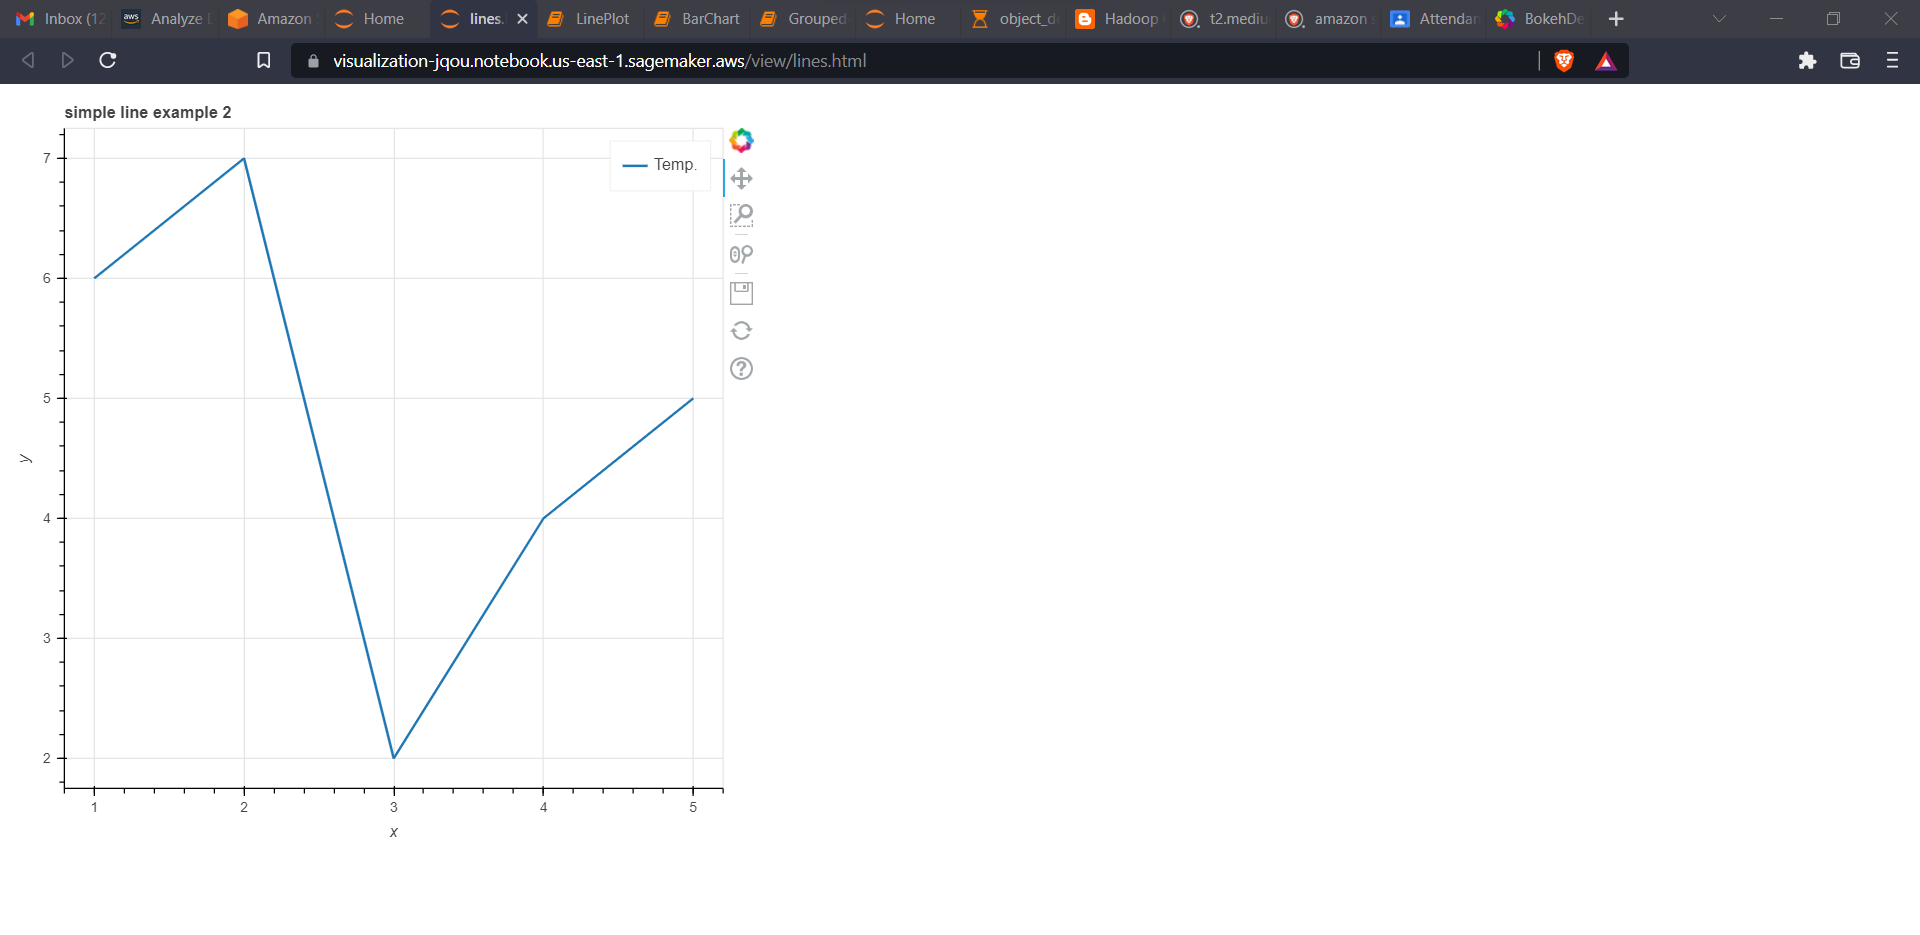 Inbox (12 Analyze Amazon Home lines. LinePlot BarChart Grouped Home object_d Hadoop t2.mediu amazon Attendan BokehDe
aws
visualization-jqou.notebook.us-east-1.sagemaker.aws/view/lines.html
simple line example 2
Temp.
7
6
5
4
3
2
y
1 2 3 4 5
x